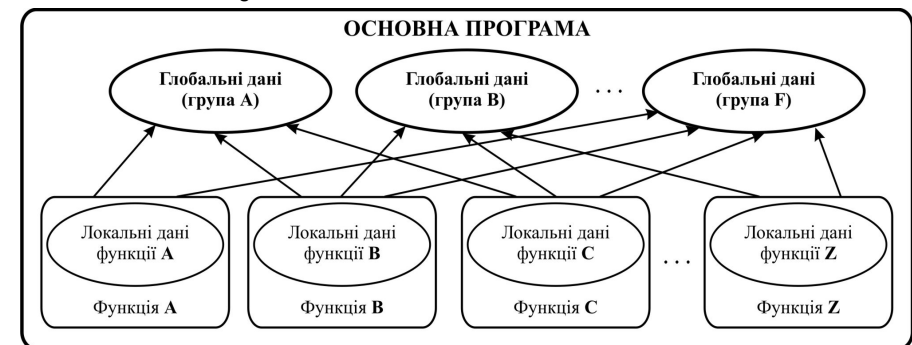 ОСНОВНА ПРОГРАМА
Глобальні дані
(група A)
Глобальні дані
(група B)
. . .
Глобальні дані
(група F)
Локальні дані
функції A
Функція A
Локальні дані
функції B
Функція B
Локальні дані
функції C
Функція C
. . .
Локальні дані
функції Z
Функція Z